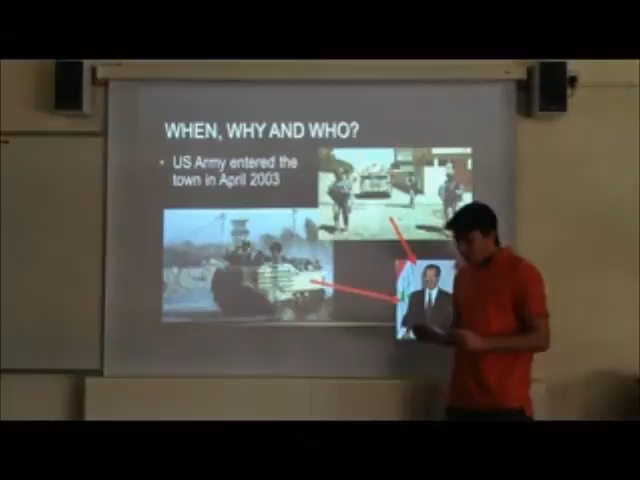 WHEN, WHY AND WHO?
US Army entered the
town in April 2003